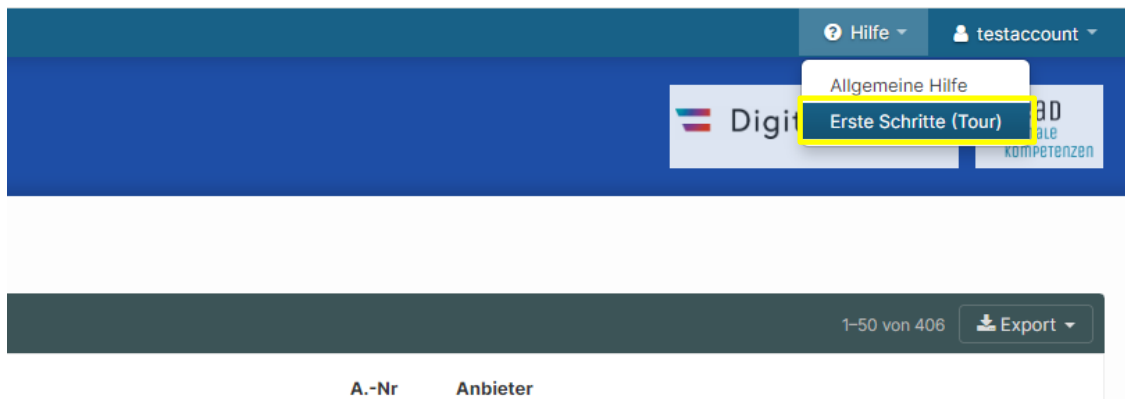 Hilfe
testaccount
Allgemeine Hilfe
Erste Schritte (Tour)
Digit
Kompetenzen
1–50 von 406
Export
A.-Nr
Anbieter